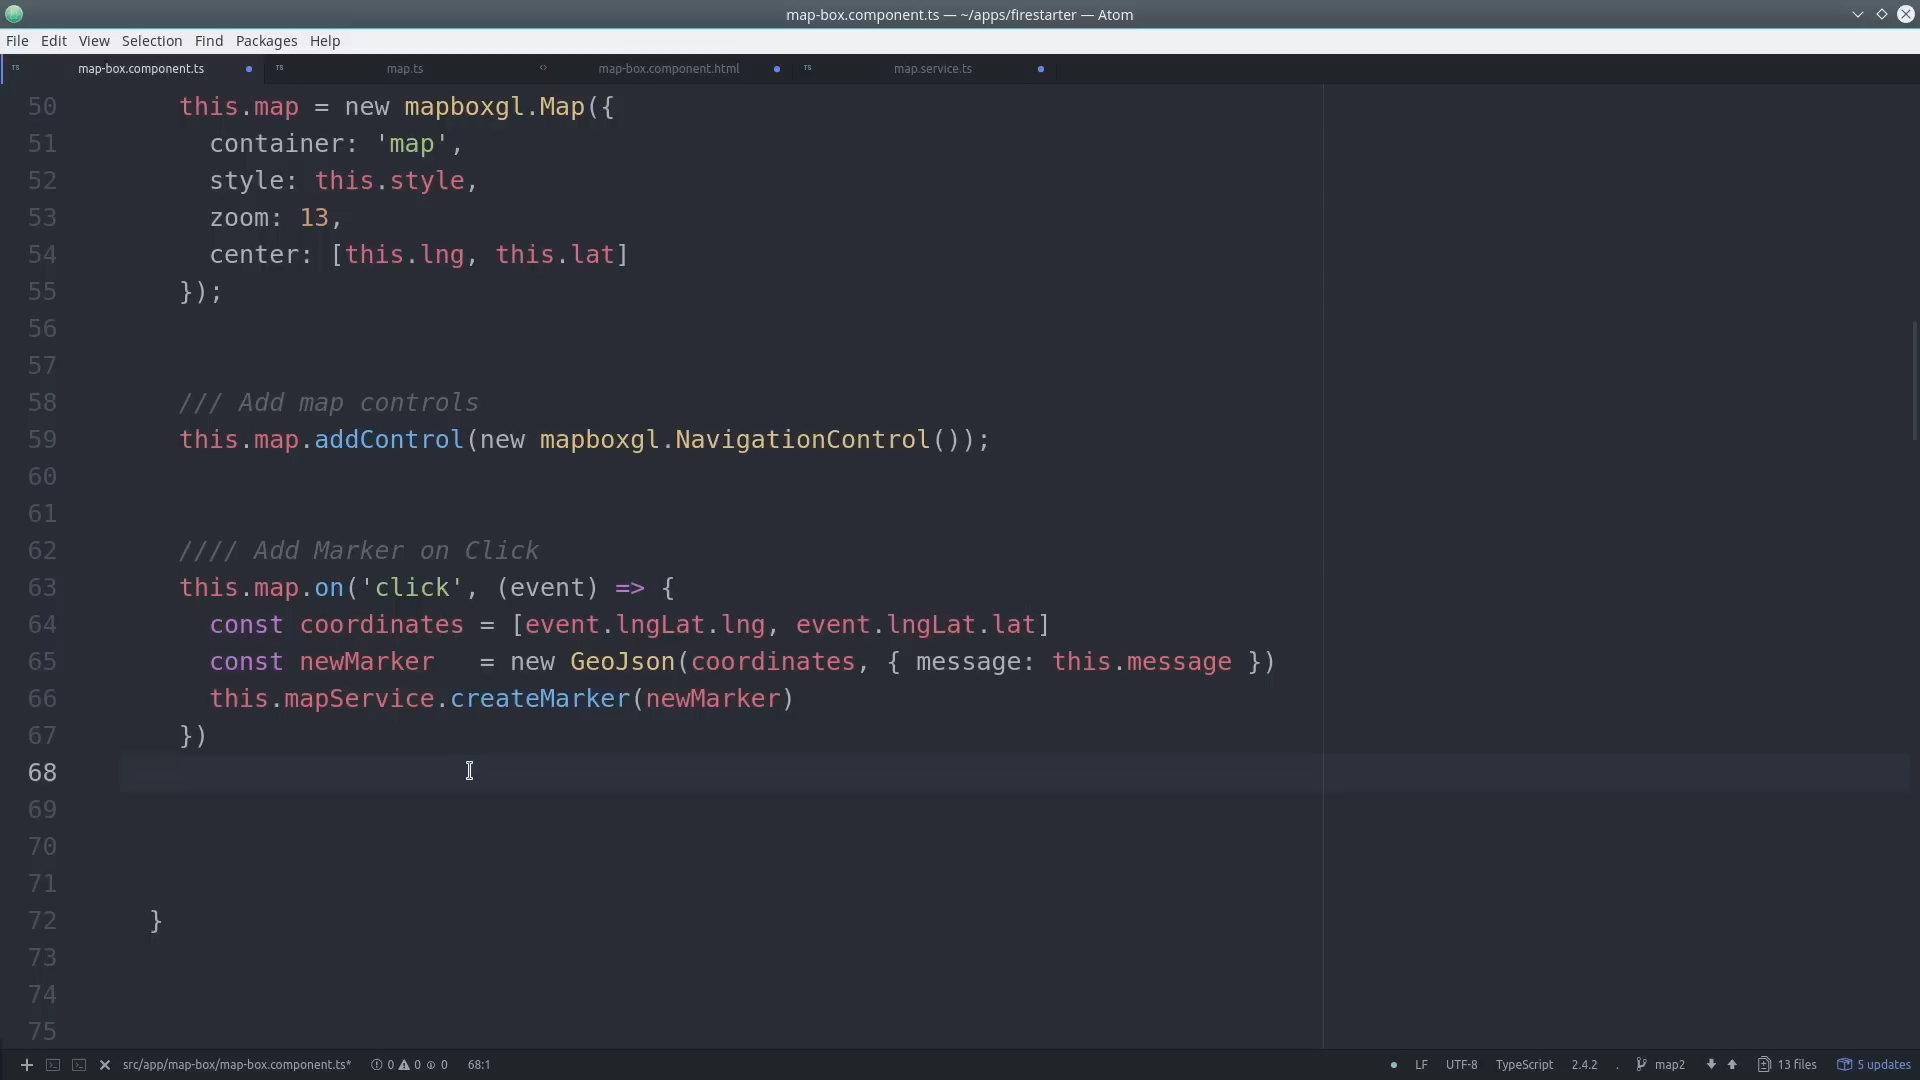 map-box.component.ts — ~/apps/firestarter — Atom
File Edit View Selection Find Packages Help
TS map-box.component.ts TS map.ts <> map-box.component.html TS map.service.ts
50 this.map = new mapboxgl.Map({
51 container: 'map',
52 style: this.style,
53 zoom: 13,
54 center: [this.lng, this.lat]
55 });
56
57
58 /// Add map controls
59 this.map.addControl(new mapboxgl.NavigationControl());
60
61
62 //// Add Marker on Click
63 this.map.on('click', (event) => {
64 const coordinates = [event.lngLat.lng, event.lngLat.lat]
65 const newMarker   = new GeoJson(coordinates, { message: this.message })
66 this.mapService.createMarker(newMarker)
67 })
68
69
70
71
72 }
73
74
75
src/app/map-box/map-box.component.ts* 0 0 0 68:1 LF UTF-8 TypeScript 2.4.2 . map2 13 files 5 updates